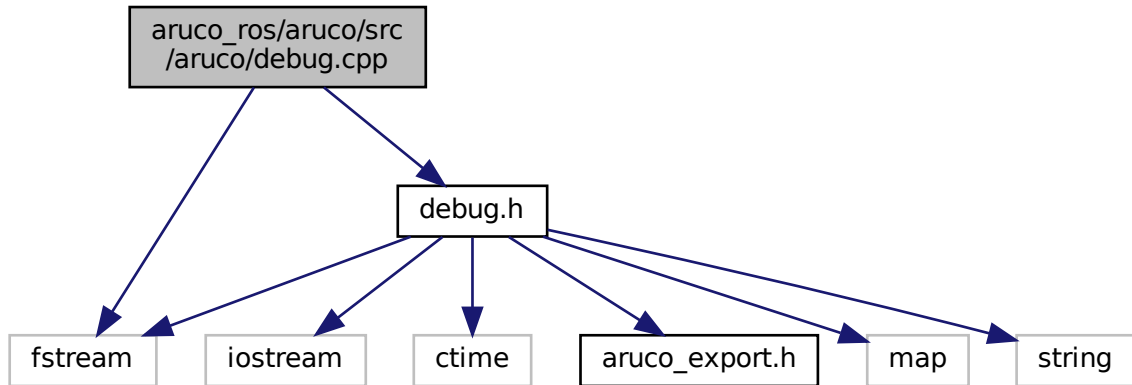 aruco_ros/aruco/src
/aruco/debug.cpp
debug.h
fstream
iostream
ctime
aruco_export.h
map
string